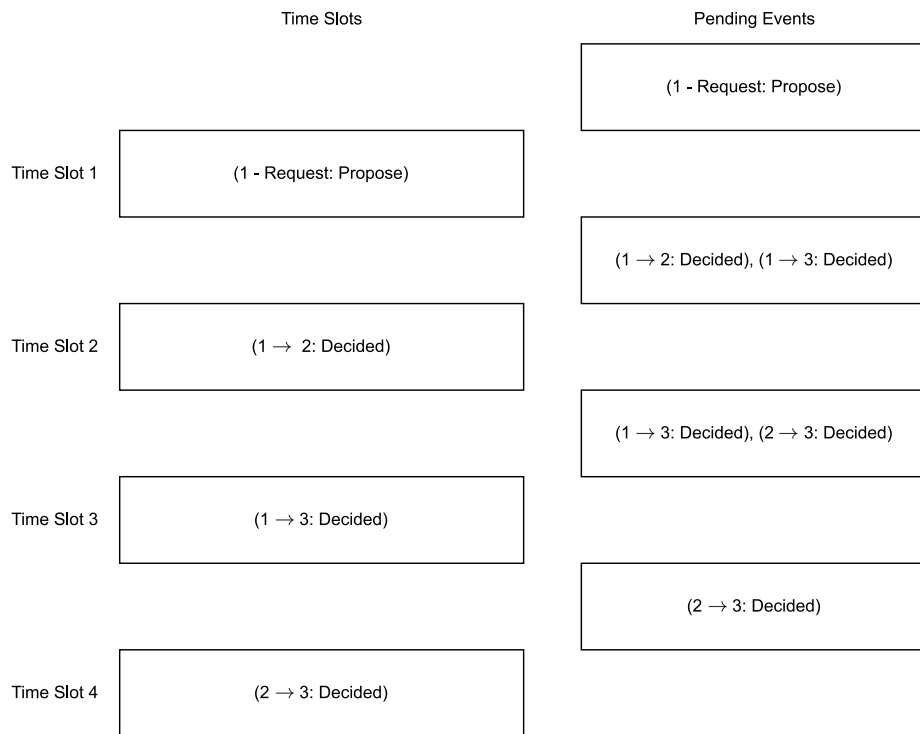 Time Slots
Pending Events
(1 - Request: Propose)
Time Slot 1
(1 - Request: Propose)
(1 → 2: Decided), (1 → 3: Decided)
Time Slot 2
(1 → 2: Decided)
(1 → 3: Decided), (2 → 3: Decided)
Time Slot 3
(1 → 3: Decided)
(2 → 3: Decided)
Time Slot 4
(2 → 3: Decided)